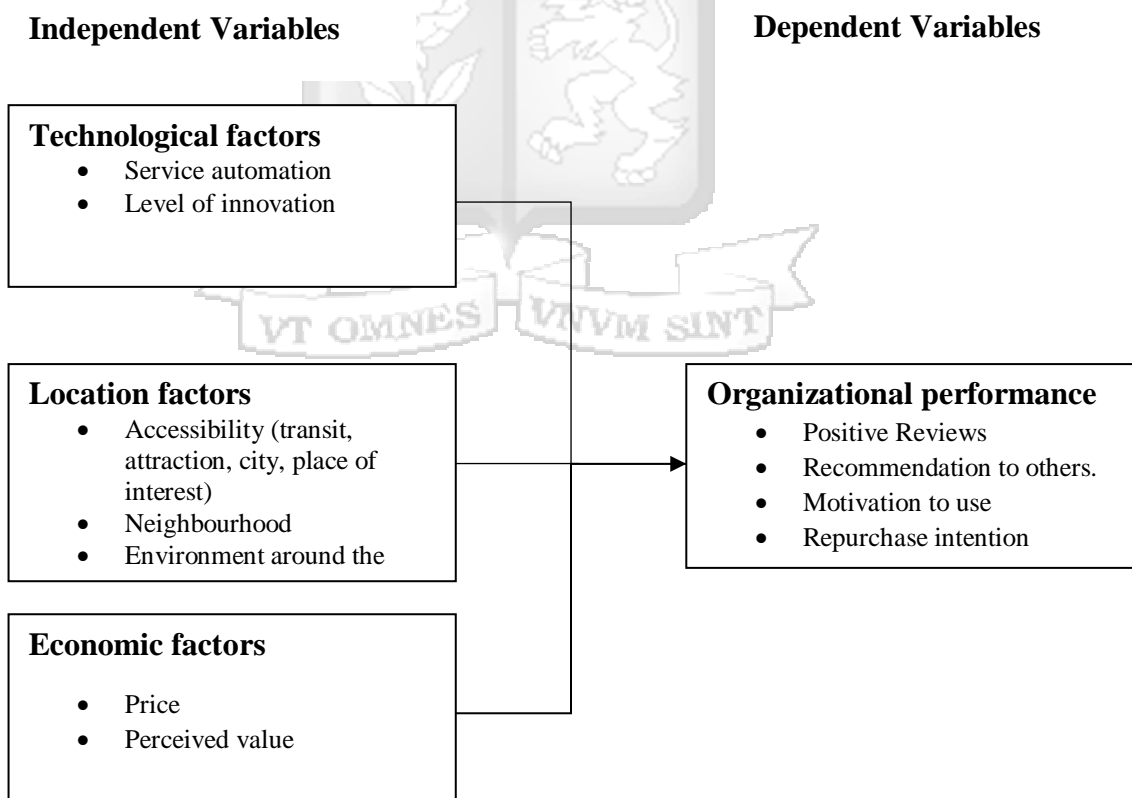 Independent Variables
Dependent Variables
Technological factors
• Service automation
• Level of innovation
VT OMNES VNVM SINT
Location factors
• Accessibility (transit,
attraction, city, place of
interest)
• Neighbourhood
• Environment around the
Organizational performance
• Positive Reviews
• Recommendation to others.
• Motivation to use
• Repurchase intention
Economic factors
• Price
• Perceived value